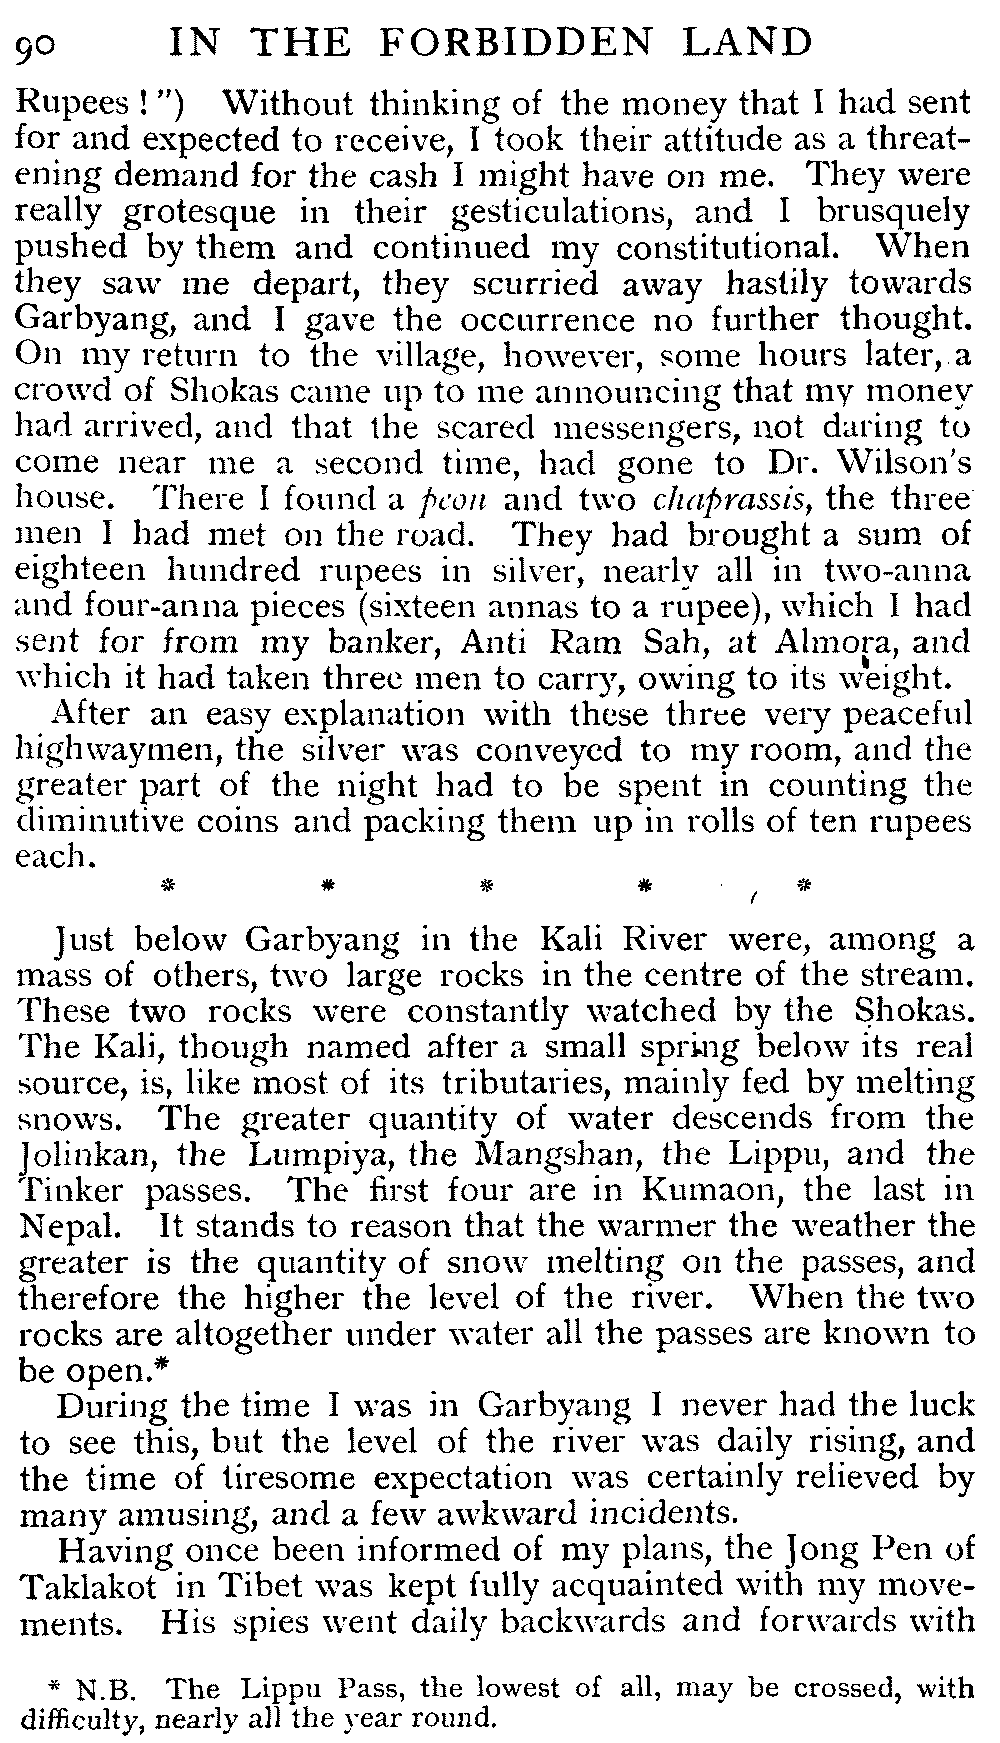 90 IN THE FORBIDDEN LAND
Rupees ! ") Without thinking of the money that I had sent
for and expected to receive, I took their attitude as a threat-
ening demand for the cash I might have on me. They were
really grotesque in their gesticulations, and I brusquely
pushed by them and continued my constitutional. When
they saw me depart, they scurried away hastily towards
Garbyang, and I gave the occurrence no further thought.
On my return to the village, however, some hours later, a
crowd of Shokas came up to me announcing that my money
had arrived, and that the scared messengers, not daring to
come near me a second time, had gone to Dr. Wilson's
house. There I found a peon and two chaprassis, the three
men I had met on the road. They had brought a sum of
eighteen hundred rupees in silver, nearly all in two-anna
and four-anna pieces (sixteen annas to a rupee), which I had
sent for from my banker, Anti Ram Sah, at Almora, and
which it had taken three men to carry, owing to its weight.
After an easy explanation with these three very peaceful
highwaymen, the silver was conveyed to my room, and the
greater part of the night had to be spent in counting the
diminutive coins and packing them up in rolls of ten rupees
each.
* * * * *
Just below Garbyang in the Kali River were, among a
mass of others, two large rocks in the centre of the stream.
These two rocks were constantly watched by the Shokas.
The Kali, though named after a small spring below its real
source, is, like most of its tributaries, mainly fed by melting
snows. The greater quantity of water descends from the
Jolinkan, the Lumpiya, the Mangshan, the Lippu, and the
Tinker passes. The first four are in Kumaon, the last in
Nepal. It stands to reason that the warmer the weather the
greater is the quantity of snow melting on the passes, and
therefore the higher the level of the river. When the two
rocks are altogether under water all the passes are known to
be open.*
During the time I was in Garbyang I never had the luck
to see this, but the level of the river was daily rising, and
the time of tiresome expectation was certainly relieved by
many amusing, and a few awkward incidents.
Having once been informed of my plans, the Jong Pen of
Taklakot in Tibet was kept fully acquainted with my move-
ments. His spies went daily backwards and forwards with
* N.B. The Lippu Pass, the lowest of all, may be crossed, with
difficulty, nearly all the year round.